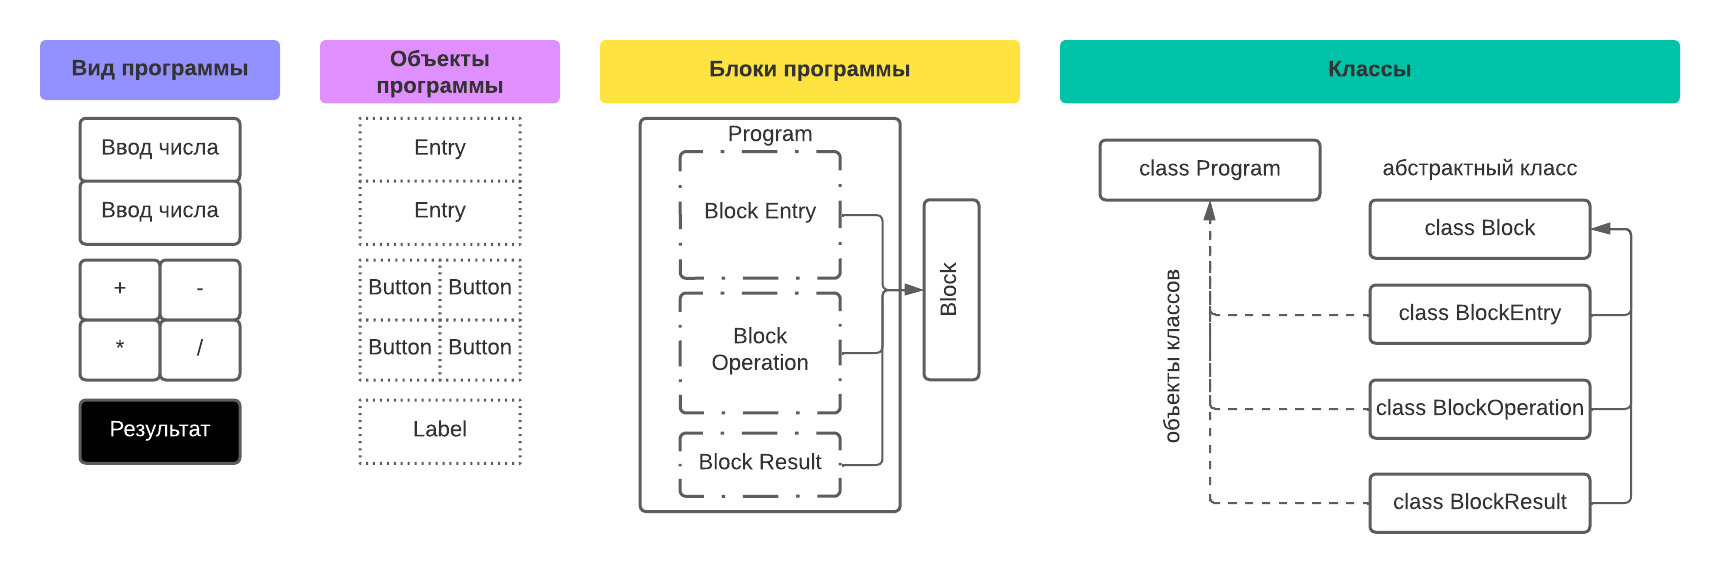 Вид программы
Ввод числа
Ввод числа
+
-
*
/
Результат
Объекты
программы
Entry
Entry
Button
Button
Button
Button
Label
Блоки программы
Program
Block Entry
Block
Operation
Block Result
Block
Классы
class Program
абстрактный класс
class Block
class BlockEntry
class BlockOperation
class BlockResult
объекты классов